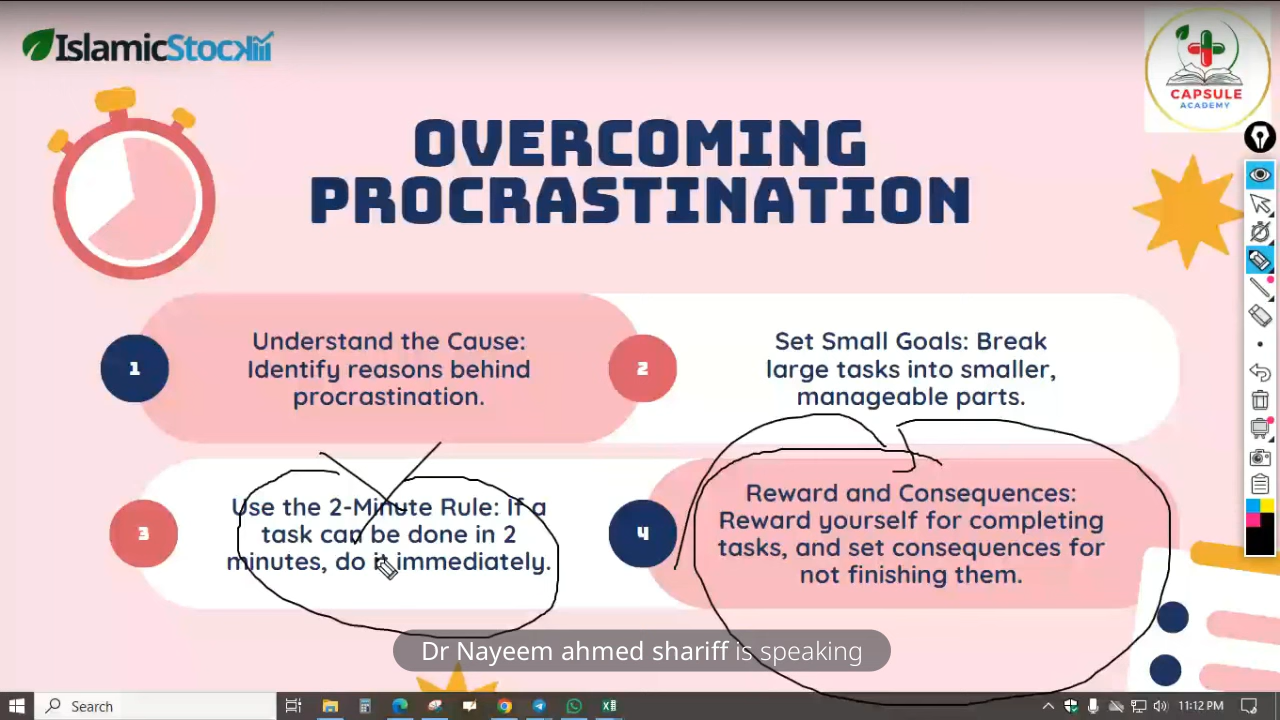 IslamicStock
CAPSULE
ACADEMY
OVERCOMING
PROCRASTINATION
1
Understand the Cause:
Identify reasons behind
procrastination.
2
Set Small Goals: Break
large tasks into smaller,
manageable parts.
3
Use the 2-Minute Rule: If a
task can be done in 2
minutes, do it immediately.
4
Reward and Consequences:
Reward yourself for completing
tasks, and set consequences for
not finishing them.
Dr Nayeem ahmed shariff is speaking
Search
11:12 PM